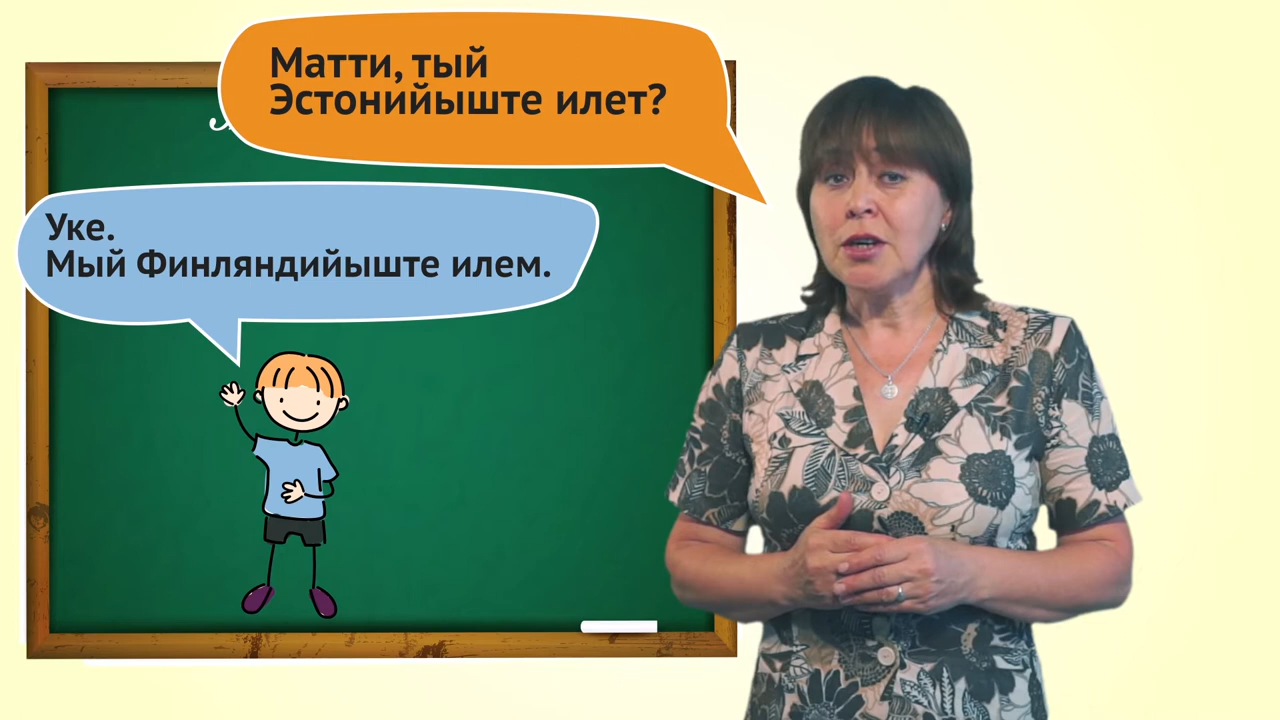 Матти, тый
Эстонийыште илет?
Уке.
Мый Финляндийыште илем.